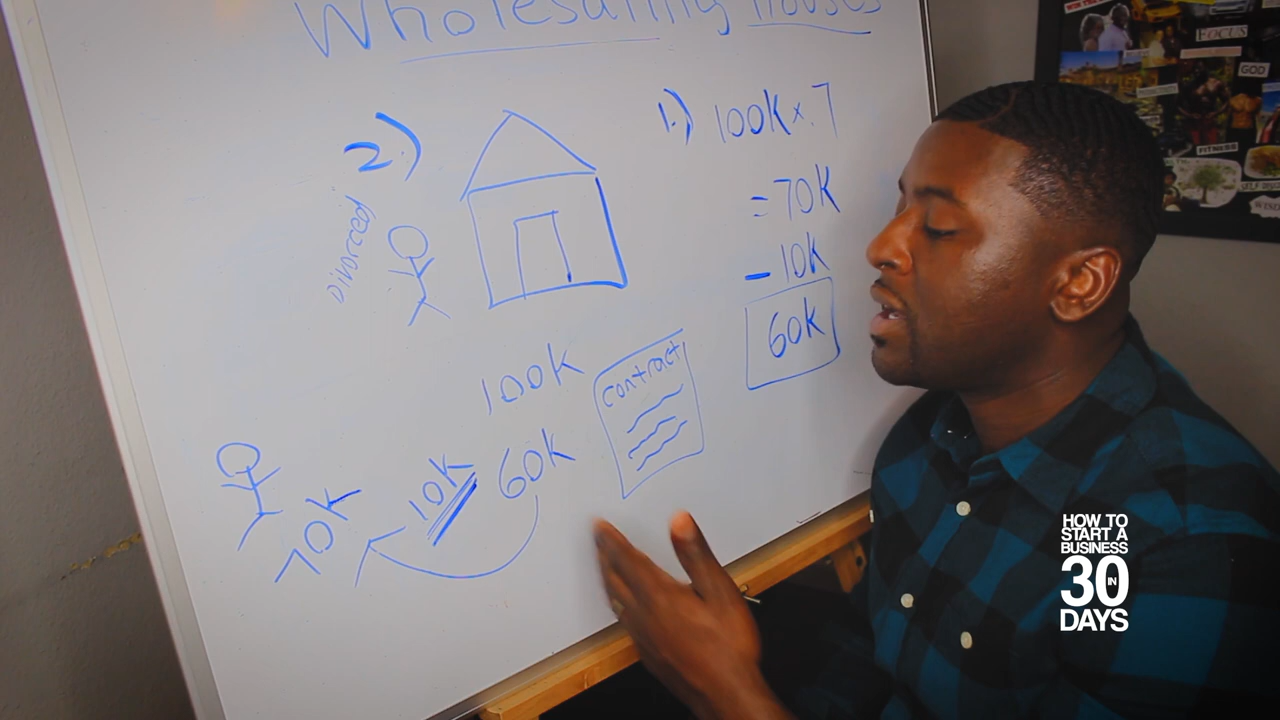 Wholesaling Houses
2.)
Divorced
1.) 100K x .7
= 70K
- 10K
60K
100K
contract
60K
10K
70K
FOCUS
GOD
FITNESS
HOW TO
START A
BUSINESS
30 IN
DAYS